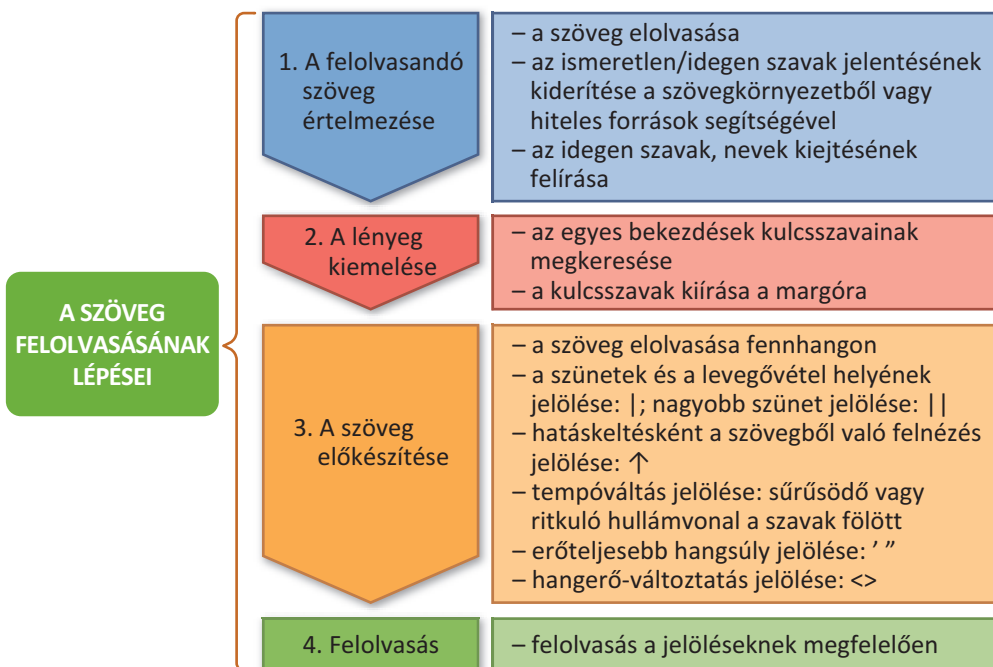 A SZÖVEG
FELOLVASÁSÁNAK
LÉPÉSEI
1. A felolvasandó
szöveg
értelmezése
– a szöveg elolvasása
– az ismeretlen/idegen szavak jelentésének
kiderítése a szövegkörnyezetből vagy
hiteles források segítségével
– az idegen szavak, nevek kiejtésének
felírása
2. A lényeg
kiemelése
– az egyes bekezdések kulcsszavainak
megkeresése
– a kulcsszavak kiírása a margóra
3. A szöveg
előkészítése
– a szöveg elolvasása fennhangon
– a szünetek és a levegővétel helyének
jelölése: |; nagyobb szünet jelölése: ||
– hatáskeltésként a szövegből való felnézés
jelölése: ↑
– tempóváltás jelölése: sűrűsödő vagy
ritkuló hullámvonal a szavak fölött
– erőteljesebb hangsúly jelölése: ’ ”
– hangerő-változtatás jelölése: <>
4. Felolvasás
– felolvasás a jelöléseknek megfelelően